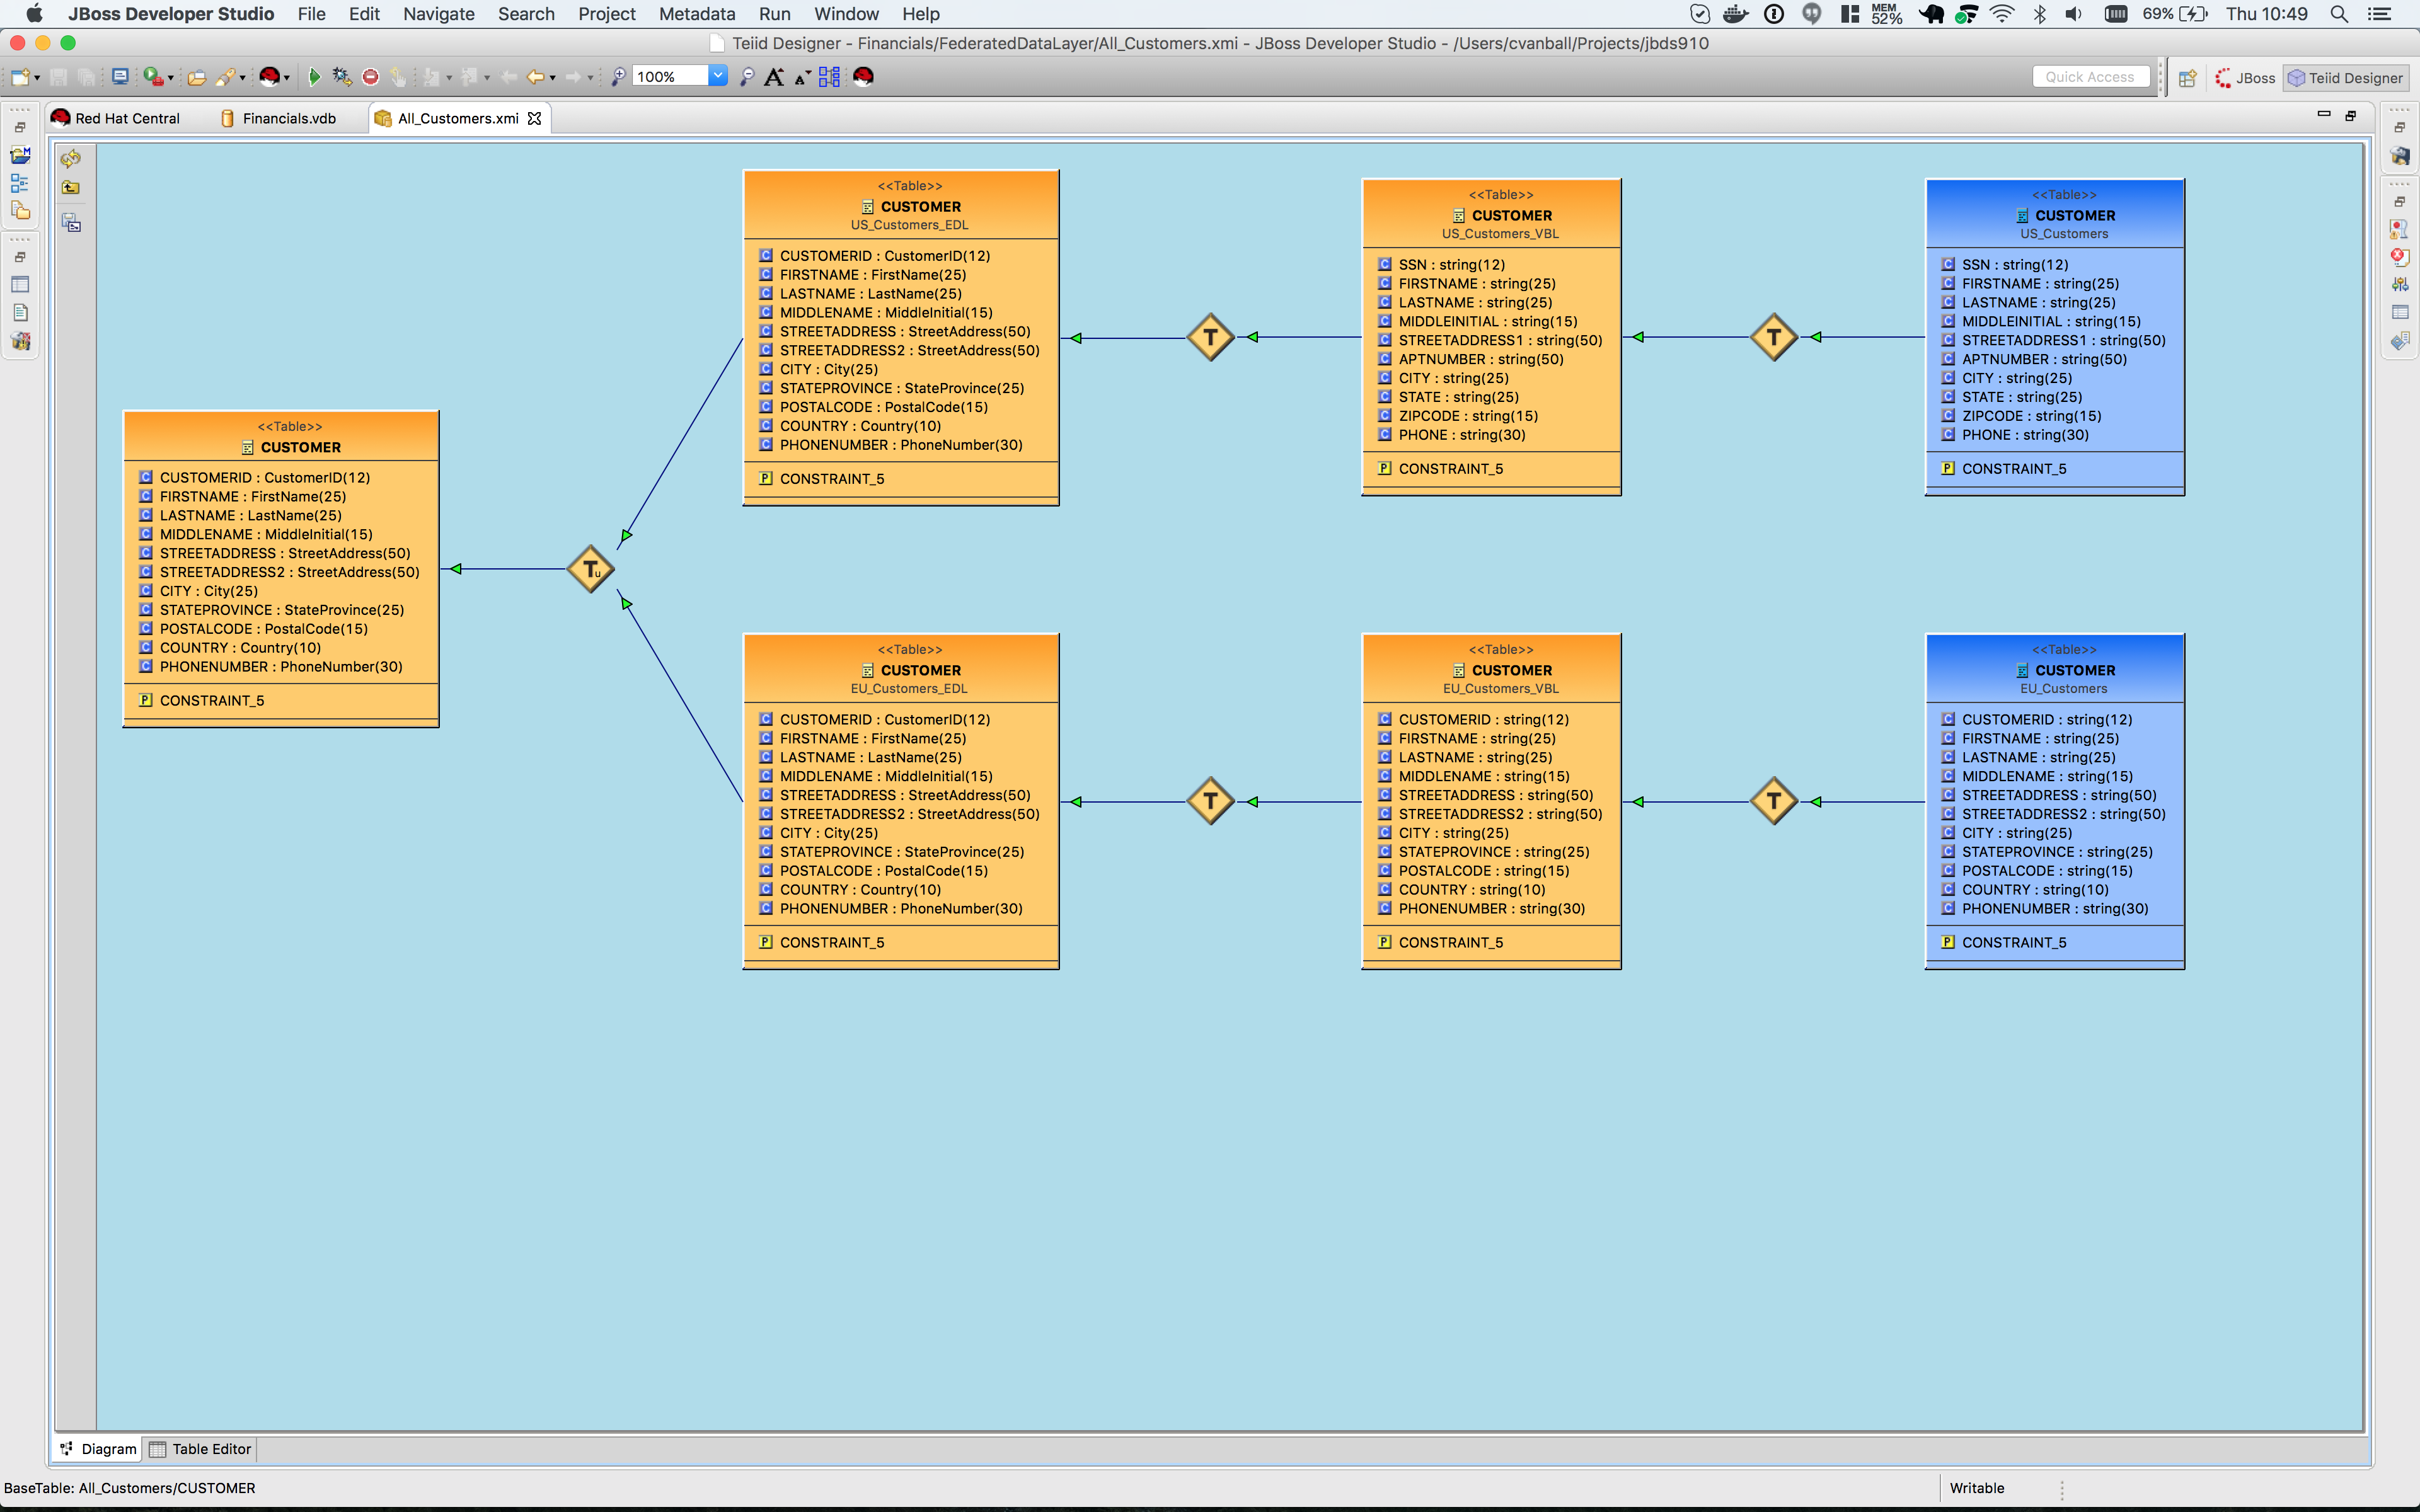 JBoss Developer Studio File Edit Navigate Search Project Metadata Run Window Help MEM 52% 69% Thu 10:49
Teiid Designer - Financials/FederatedDataLayer/All_Customers.xmi - JBoss Developer Studio - /Users/cvanball/Projects/jbds910
100% Quick Access JBoss Teiid Designer
Red Hat Central Financials.vdb All_Customers.xmi
<<Table>>
CUSTOMER
CUSTOMERID : CustomerID(12)
FIRSTNAME : FirstName(25)
LASTNAME : LastName(25)
MIDDLENAME : MiddleInitial(15)
STREETADDRESS : StreetAddress(50)
STREETADDRESS2 : StreetAddress(50)
CITY : City(25)
STATEPROVINCE : StateProvince(25)
POSTALCODE : PostalCode(15)
COUNTRY : Country(10)
PHONENUMBER : PhoneNumber(30)
CONSTRAINT_5
Tu
<<Table>>
CUSTOMER
US_Customers_EDL
CUSTOMERID : CustomerID(12)
FIRSTNAME : FirstName(25)
LASTNAME : LastName(25)
MIDDLENAME : MiddleInitial(15)
STREETADDRESS : StreetAddress(50)
STREETADDRESS2 : StreetAddress(50)
CITY : City(25)
STATEPROVINCE : StateProvince(25)
POSTALCODE : PostalCode(15)
COUNTRY : Country(10)
PHONENUMBER : PhoneNumber(30)
CONSTRAINT_5
T
<<Table>>
CUSTOMER
US_Customers_VBL
SSN : string(12)
FIRSTNAME : string(25)
LASTNAME : string(25)
MIDDLEINITIAL : string(15)
STREETADDRESS1 : string(50)
APTNUMBER : string(50)
CITY : string(25)
STATE : string(25)
ZIPCODE : string(15)
PHONE : string(30)
CONSTRAINT_5
T
<<Table>>
CUSTOMER
US_Customers
SSN : string(12)
FIRSTNAME : string(25)
LASTNAME : string(25)
MIDDLEINITIAL : string(15)
STREETADDRESS1 : string(50)
APTNUMBER : string(50)
CITY : string(25)
STATE : string(25)
ZIPCODE : string(15)
PHONE : string(30)
CONSTRAINT_5
<<Table>>
CUSTOMER
EU_Customers_EDL
CUSTOMERID : CustomerID(12)
FIRSTNAME : FirstName(25)
LASTNAME : LastName(25)
MIDDLENAME : MiddleInitial(15)
STREETADDRESS : StreetAddress(50)
STREETADDRESS2 : StreetAddress(50)
CITY : City(25)
STATEPROVINCE : StateProvince(25)
POSTALCODE : PostalCode(15)
COUNTRY : Country(10)
PHONENUMBER : PhoneNumber(30)
CONSTRAINT_5
T
<<Table>>
CUSTOMER
EU_Customers_VBL
CUSTOMERID : string(12)
FIRSTNAME : string(25)
LASTNAME : string(25)
MIDDLENAME : string(15)
STREETADDRESS : string(50)
STREETADDRESS2 : string(50)
CITY : string(25)
STATEPROVINCE : string(25)
POSTALCODE : string(15)
COUNTRY : string(10)
PHONENUMBER : string(30)
CONSTRAINT_5
T
<<Table>>
CUSTOMER
EU_Customers
CUSTOMERID : string(12)
FIRSTNAME : string(25)
LASTNAME : string(25)
MIDDLENAME : string(15)
STREETADDRESS : string(50)
STREETADDRESS2 : string(50)
CITY : string(25)
STATEPROVINCE : string(25)
POSTALCODE : string(15)
COUNTRY : string(10)
PHONENUMBER : string(30)
CONSTRAINT_5
Diagram Table Editor
BaseTable: All_Customers/CUSTOMER Writable